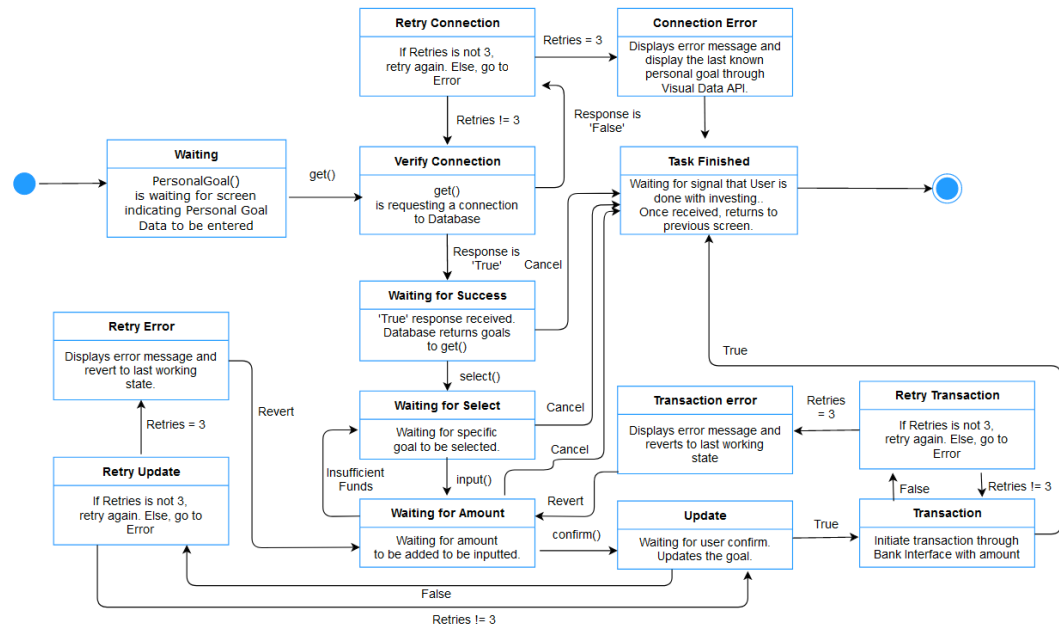 Retry Connection
If Retries is not 3,
retry again. Else, go to
Error
Retries = 3
Connection Error
Displays error message and
display the last known
personal goal through
Visual Data API.
Response is
'False'
Retries != 3
Waiting
PersonalGoal()
is waiting for screen
indicating Personal Goal
Data to be entered
get()
Verify Connection
get()
is requesting a connection
to Database
Task Finished
Waiting for signal that User is
done with investing..
Once received, returns to
previous screen.
Response is
'True'
Cancel
Waiting for Success
'True' response received.
Database returns goals
to get()
Retry Error
Displays error message and
revert to last working
state.
True
select()
Revert
Waiting for Select
Waiting for specific
goal to be selected.
Cancel
Transaction error
Displays error message and
reverts to last working
state
Retries
= 3
Retry Transaction
If Retries is not 3,
retry again. Else, go to
Error
Retries = 3
Cancel
Retry Update
If Retries is not 3,
retry again. Else, go to
Error
Insufficient
Funds
input()
False
Retries != 3
Revert
Waiting for Amount
Waiting for amount
to be added to be inputted.
confirm()
Update
Waiting for user confirm.
Updates the goal.
True
Transaction
Initiate transaction through
Bank Interface with amount
False
Retries != 3